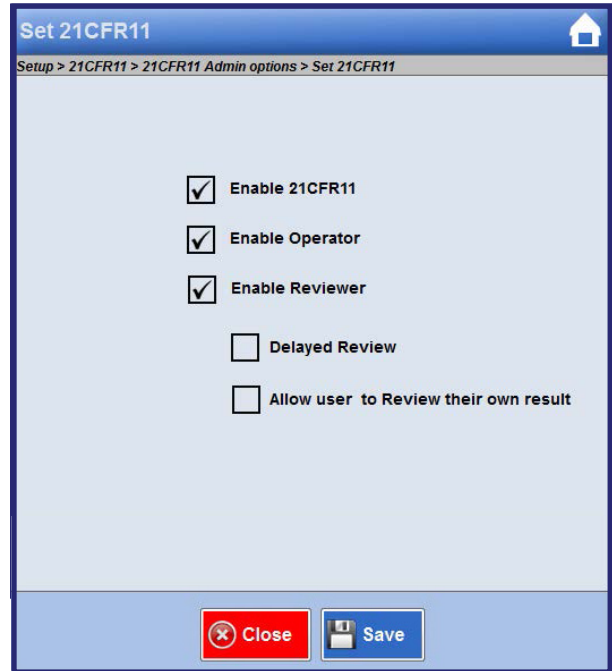 Set 21CFR11
Setup > 21CFR11 > 21CFR11 Admin options > Set 21CFR11
Enable 21CFR11
Enable Operator
Enable Reviewer
Delayed Review
Allow user to Review their own result
Close Save